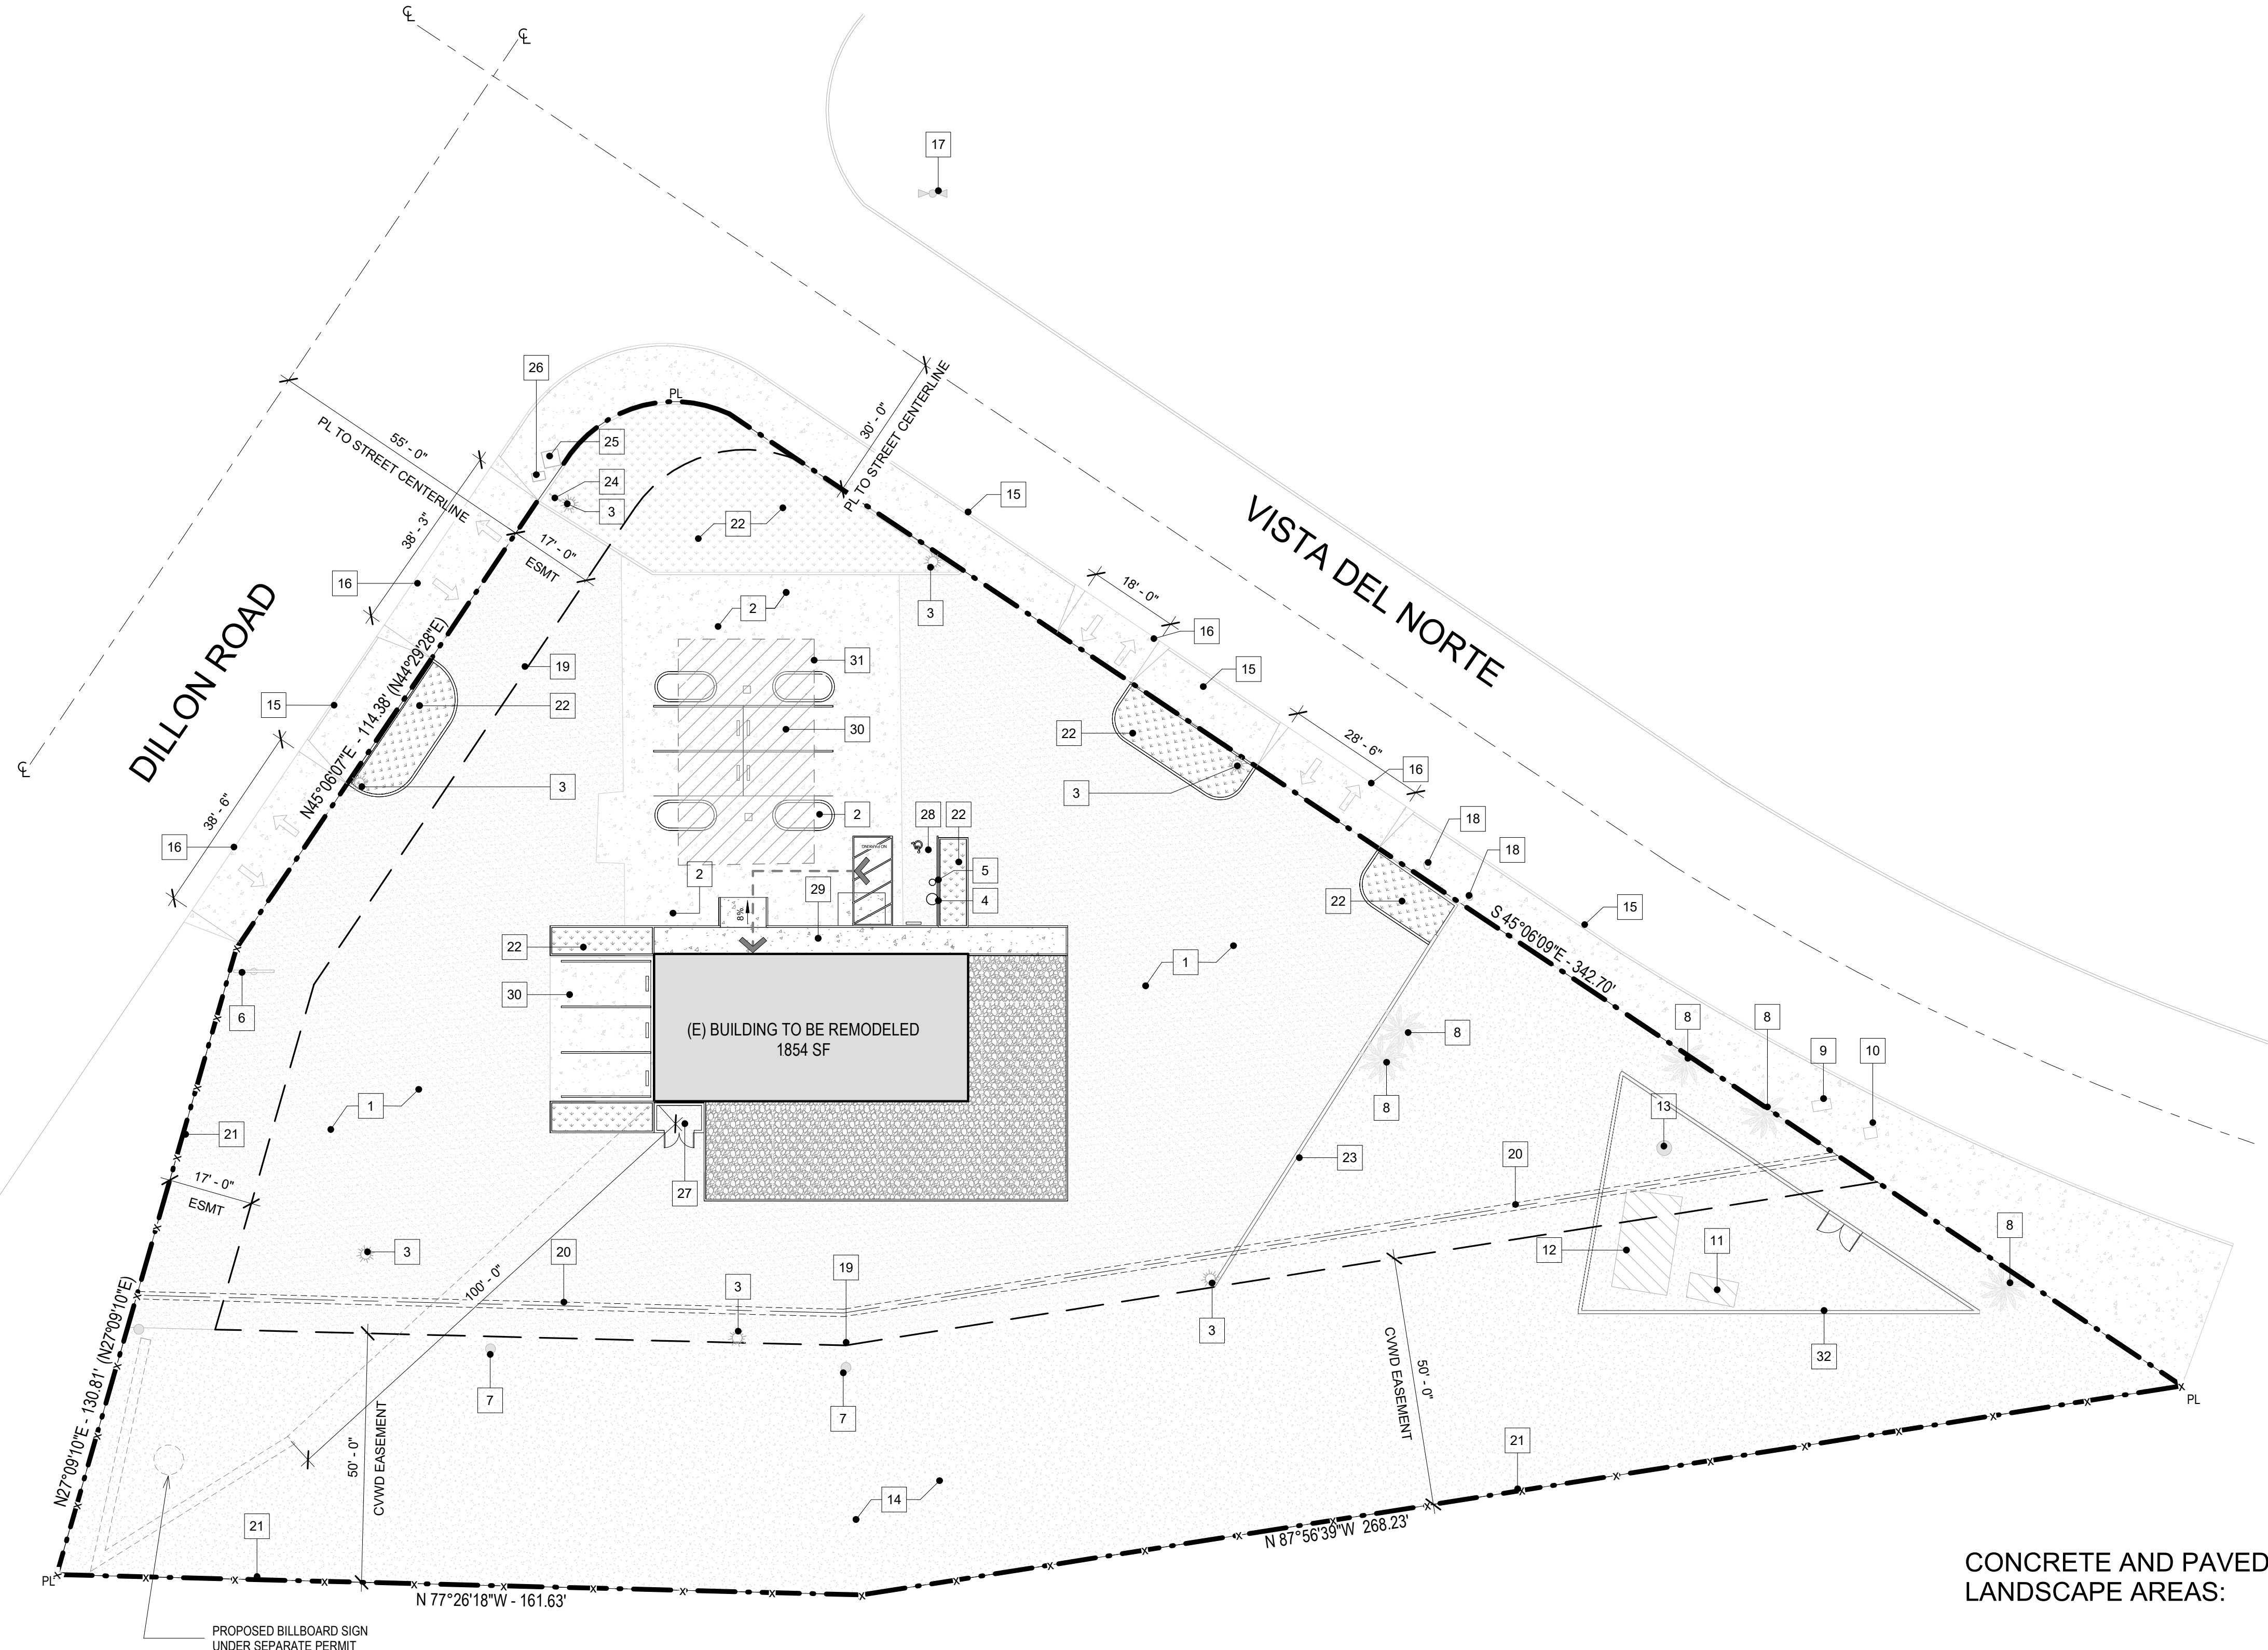 ℄
℄
17
26
PL
30' - 0"
PL TO STREET CENTERLINE
55' - 0"
PL TO STREET CENTERLINE
25
24
3
15
38' - 3"
22
VISTA DEL NORTE
17' - 0"
ESMT
16
3
2
18' - 0"
16
DILLON ROAD
N45°06'07"E - 114.38' (N44°29'28"E)
19
31
15
15
22
30
22
28' - 6"
℄
16
3
3
38' - 6"
2
28
22
18
16
NO PARKING
18
2
29
5
4
22
15
8%
S 45°06'09"E - 342.70'
22
1
30
6
(E) BUILDING TO BE REMODELED
1854 SF
8
8
8
9
10
1
8
13
21
23
20
17' - 0"
ESMT
27
8
3
20
12
11
19
3
100' - 0"
3
32
N27°09'10"E - 130.81' (N27°09'10"E)
7
7
50' - 0"
CVWD EASEMENT
50' - 0"
CVWD EASEMENT
PL
21
14
21
N 87°56'39"W 268.23'
PL
N 77°26'18"W - 161.63'
CONCRETE AND PAVED
LANDSCAPE AREAS:
PROPOSED BILLBOARD SIGN
UNDER SEPARATE PERMIT